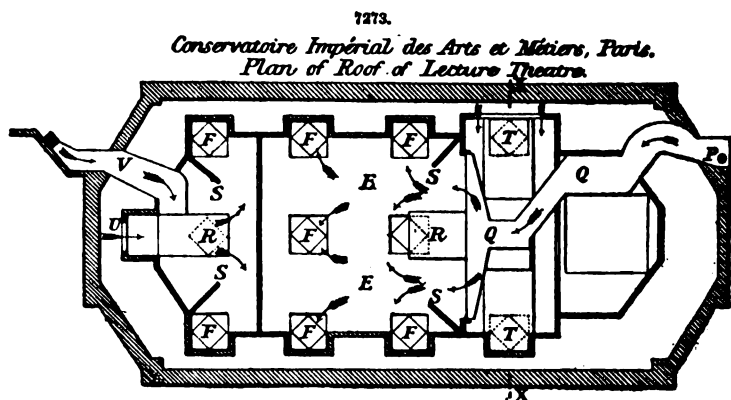 7273.
Conservatoire Impérial des Arts et Métiers, Paris.
Plan of Roof of Lecture Theatre.
X
F F F T
V S E S Q P
U R F R Q
S E S
F F F T
X